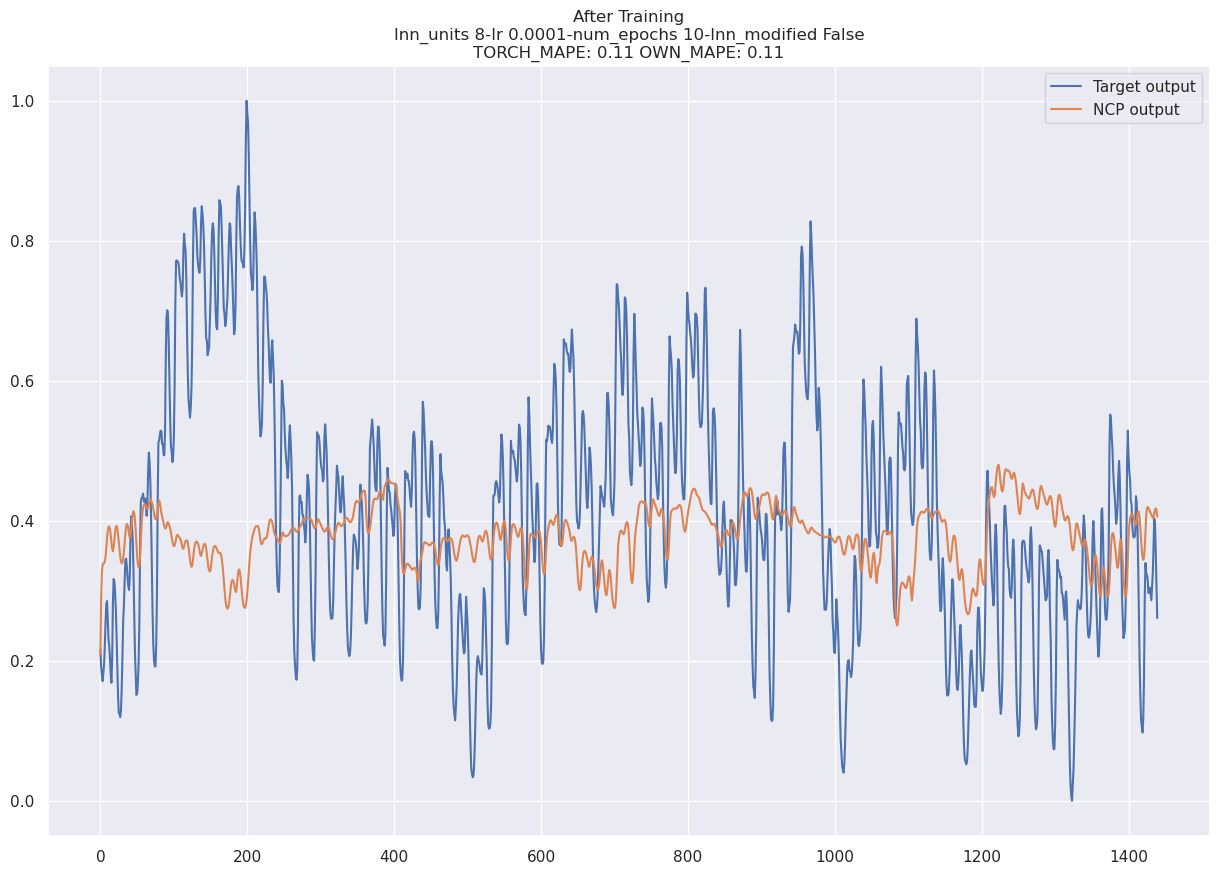 After Training
lnn_units 8-lr 0.0001-num_epochs 10-lnn_modified False
TORCH_MAPE: 0.11 OWN_MAPE: 0.11
Target output
NCP output
1.0
0.8
0.6
0.4
0.2
0.0
0 200 400 600 800 1000 1200 1400